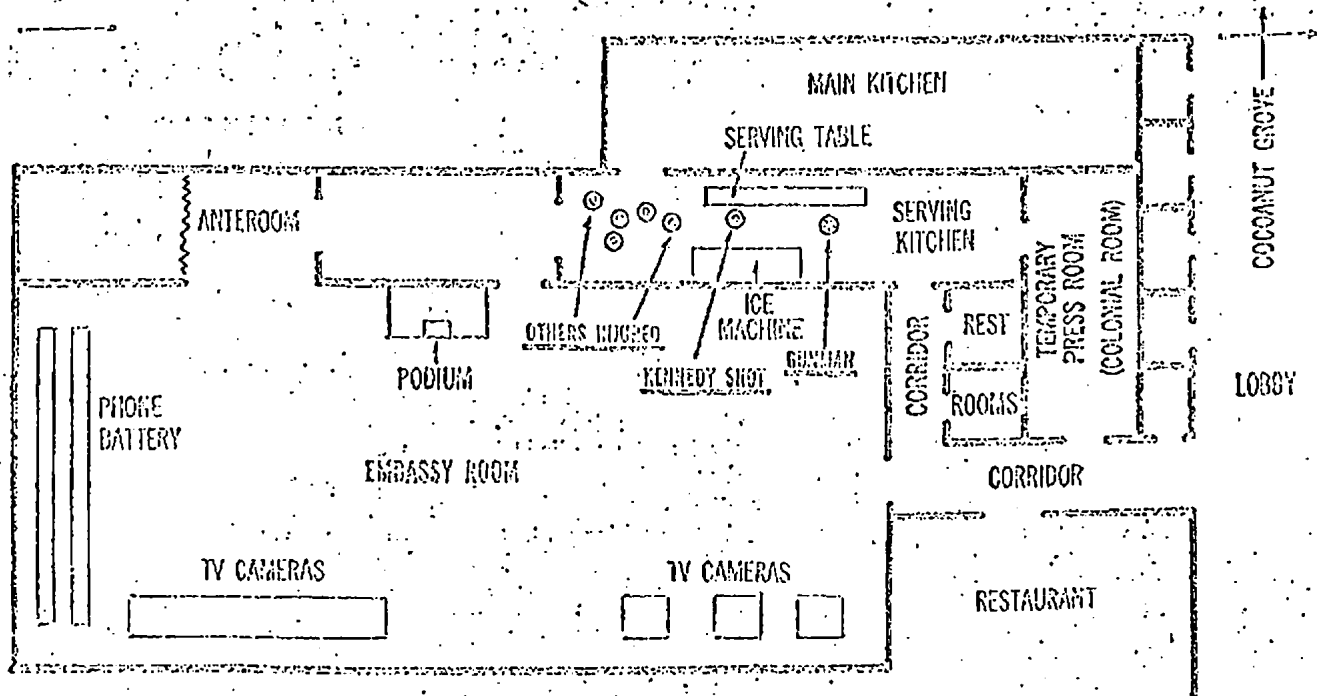 MAIN KITCHEN
SERVING TABLE
COCOANUT GROVE
ANTEROOM
SERVING
KITCHEN
TEMPORARY
PRESS ROOM
(COLONIAL ROOM)
ICE
MACHINE
OTHERS WOUNDED
KENNEDY SHOT
GUNMAN
PODIUM
CORRIDOR
REST
ROOMS
LOBBY
PHONE
BATTERY
EMBASSY ROOM
CORRIDOR
TV CAMERAS
TV CAMERAS
RESTAURANT